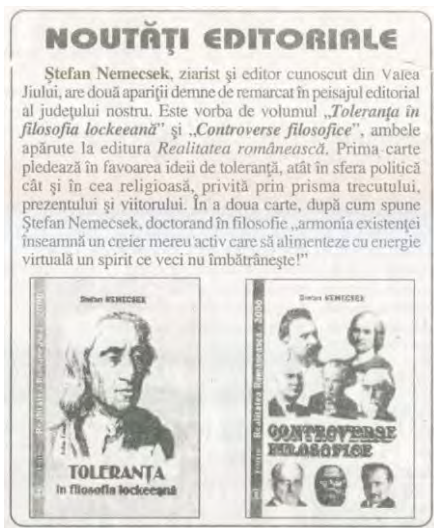 NOUTĂŢI EDITORIALE
Ştefan Nemecsek, ziarist şi editor cunoscut din Valea
Jiului, are două apariţii demne de remarcat în peisajul editorial
al judeţului nostru. Este vorba de volumul „Toleranţa în
filosofia lockeeană” şi „Controverse filosofice”, ambele
apărute la editura Realitatea românească. Prima carte
pledează în favoarea ideii de toleranţă, atât în sfera politică
cât şi în cea religioasă, privită prin prisma trecutului,
prezentului şi viitorului. În a doua carte, după cum spune
Ştefan Nemecsek, doctorand în filosofie „armonia existenţei
înseamnă un creier mereu activ care să alimenteze cu energie
virtuală un spirit ce veci nu îmbătrâneşte!”
Stefan NEMECSEK
TOLERANŢA
în filosofia lockeeană
Stefan NEMECSEK
Realitatea Românească - 2006
CONTROVERSE
FILOSOFICE